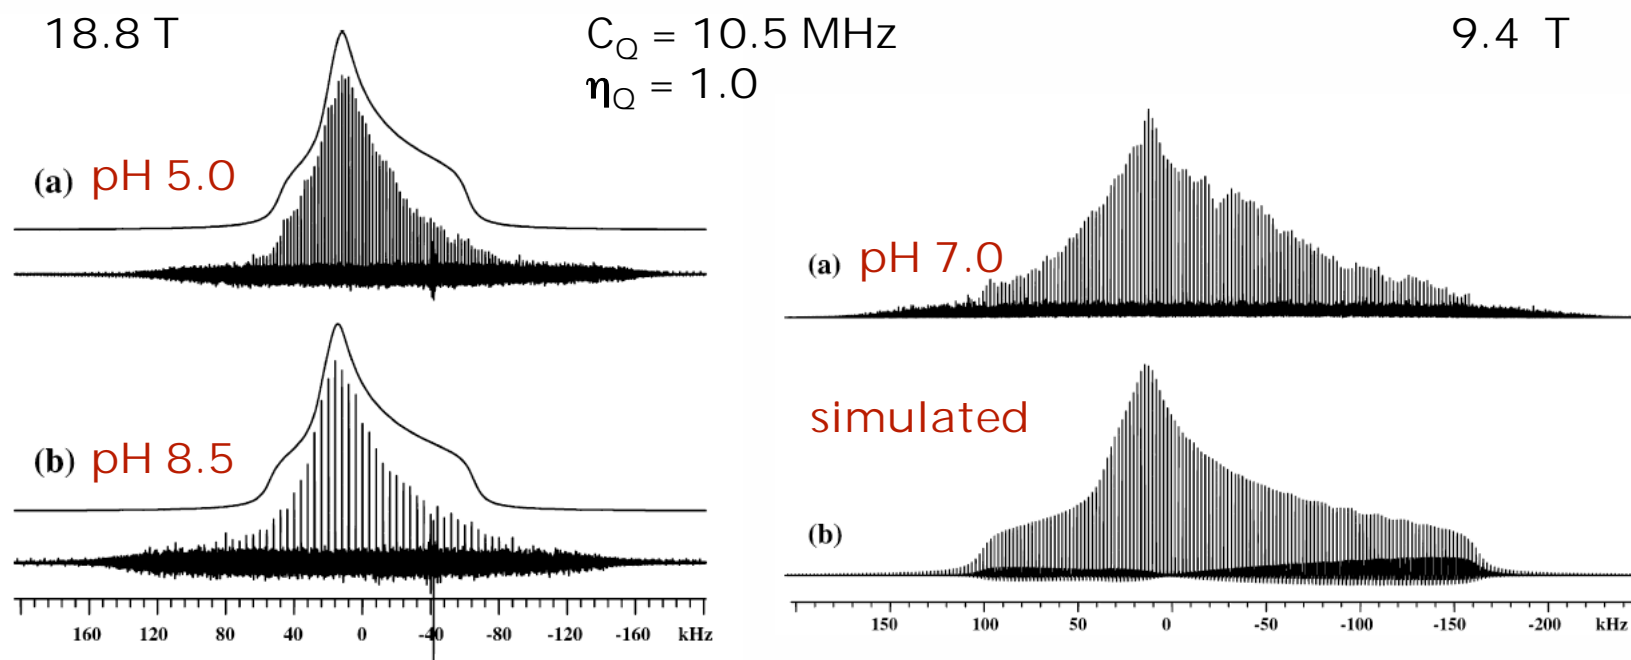 18.8 T
C_Q = 10.5 MHz
η_Q = 1.0
9.4 T
(a) pH 5.0
(b) pH 8.5
160 120 80 40 0 -40 -80 -120 -160 kHz
(a) pH 7.0
simulated
(b)
150 100 50 0 -50 -100 -150 -200 kHz